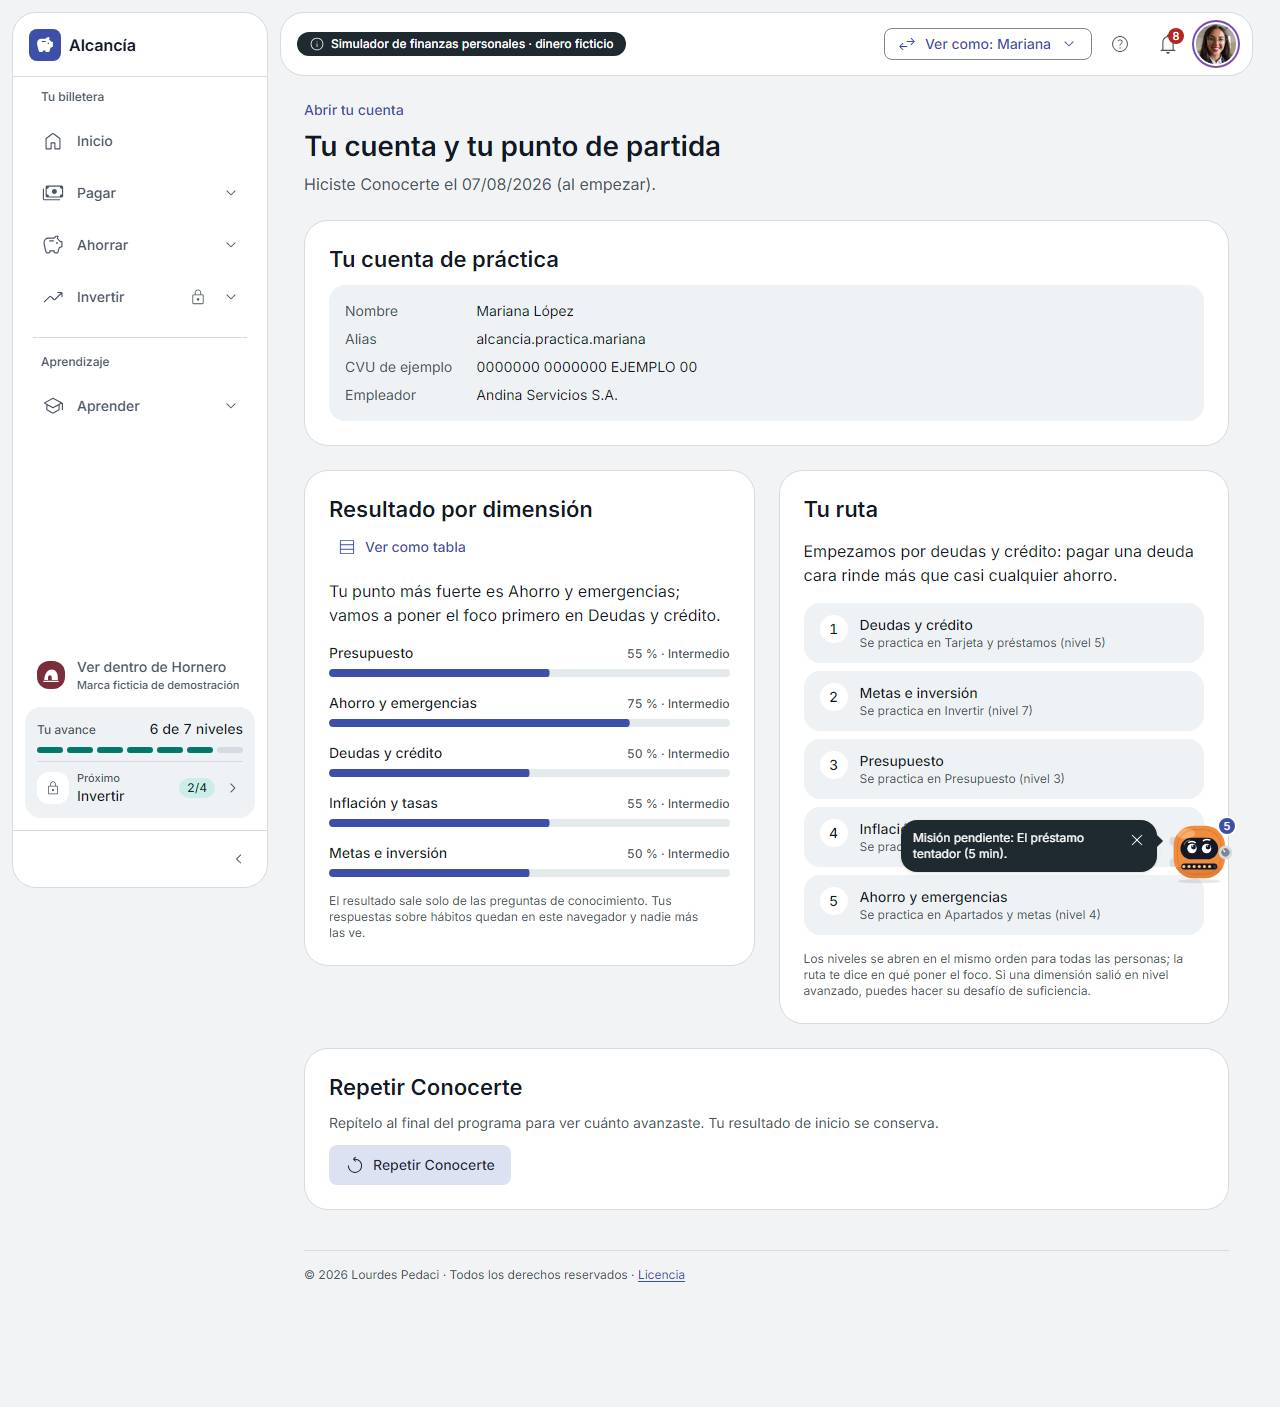 Alcancía
Tu billetera
Inicio
Pagar
Ahorrar
Invertir
Aprendizaje
Aprender
Ver dentro de Hornero
Marca ficticia de demostración
Tu avance
6 de 7 niveles
Próximo
Invertir
2/4
Simulador de finanzas personales · dinero ficticio
Ver como: Mariana
8
Abrir tu cuenta
Tu cuenta y tu punto de partida
Hiciste Conocerte el 07/08/2026 (al empezar).
Tu cuenta de práctica
Nombre Mariana López
Alias alcancia.practica.mariana
CVU de ejemplo 0000000 0000000 EJEMPLO 00
Empleador Andina Servicios S.A.
Resultado por dimensión
Ver como tabla
Tu punto más fuerte es Ahorro y emergencias;
vamos a poner el foco primero en Deudas y crédito.
Presupuesto 55 % · Intermedio
Ahorro y emergencias 75 % · Intermedio
Deudas y crédito 50 % · Intermedio
Inflación y tasas 55 % · Intermedio
Metas e inversión 50 % · Intermedio
El resultado sale solo de las preguntas de conocimiento. Tus
respuestas sobre hábitos quedan en este navegador y nadie más
las ve.
Tu ruta
Empezamos por deudas y crédito: pagar una deuda
cara rinde más que casi cualquier ahorro.
1 Deudas y crédito
Se practica en Tarjeta y préstamos (nivel 5)
2 Metas e inversión
Se practica en Invertir (nivel 7)
3 Presupuesto
Se practica en Presupuesto (nivel 3)
4
Misión pendiente: El préstamo
tentador (5 min).
5
5 Ahorro y emergencias
Se practica en Apartados y metas (nivel 4)
Los niveles se abren en el mismo orden para todas las personas; la
ruta te dice en qué poner el foco. Si una dimensión salió en nivel
avanzado, puedes hacer su desafío de suficiencia.
Repetir Conocerte
Repítelo al final del programa para ver cuánto avanzaste. Tu resultado de inicio se conserva.
Repetir Conocerte
© 2026 Lourdes Pedaci · Todos los derechos reservados · Licencia